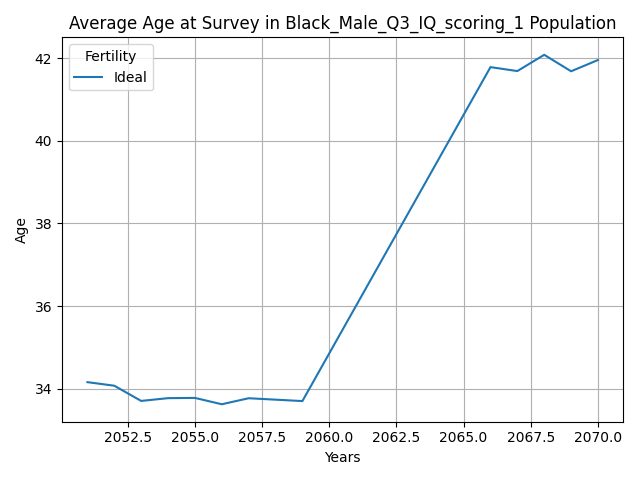 Average Age at Survey in Black_Male_Q3_IQ_scoring_1 Population
Fertility
Ideal
42
40
38
36
34
Age
2052.5 2055.0 2057.5 2060.0 2062.5 2065.0 2067.5 2070.0
Years